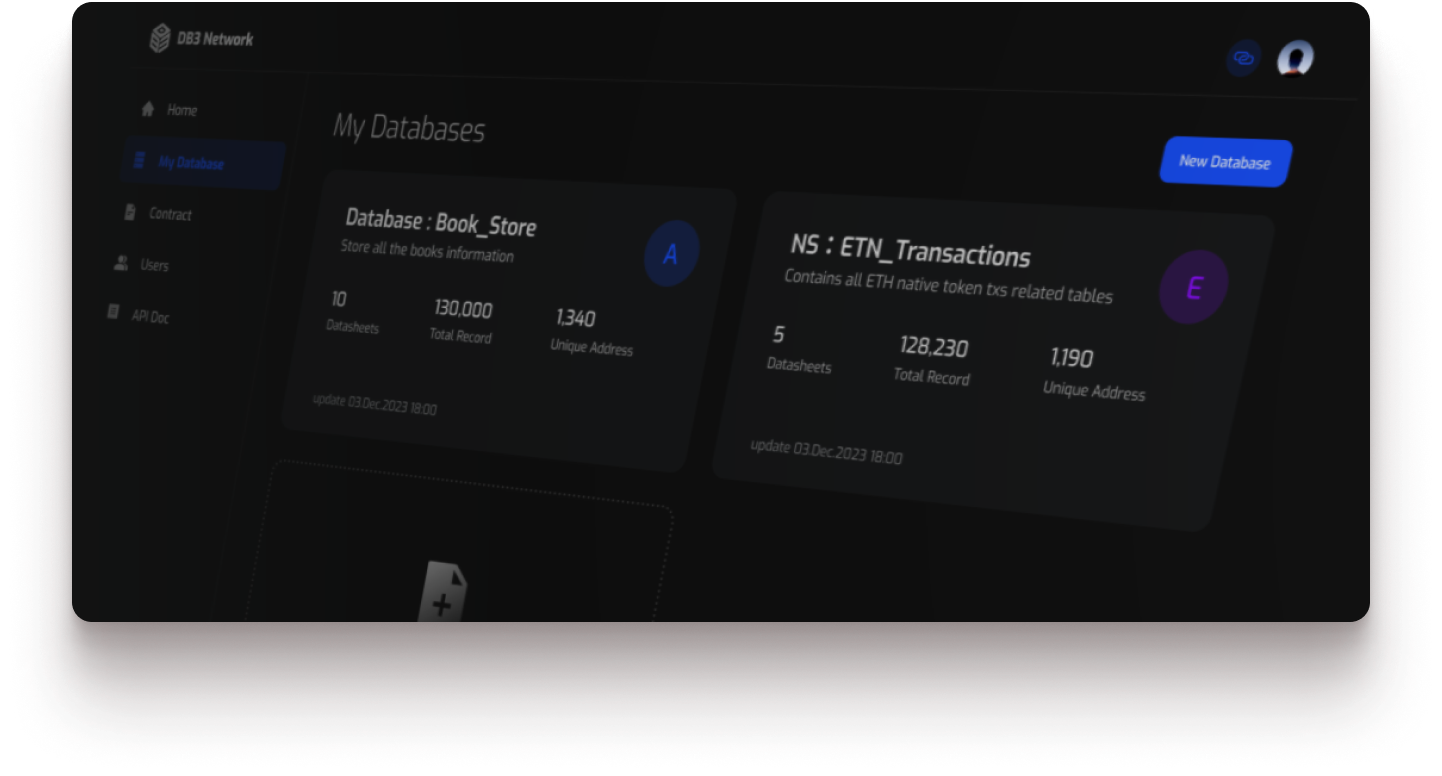 DB3 Network
Home
My Database
Contract
Users
API Doc
My Databases
New Database
Database : Book_Store
Store all the books information
A
10
Datasheets
130,000
Total Record
1,340
Unique Address
update 03.Dec.2023 18:00
NS : ETN_Transactions
Contains all ETH native token txs related tables
E
5
Datasheets
128,230
Total Record
1,190
Unique Address
update 03.Dec.2023 18:00